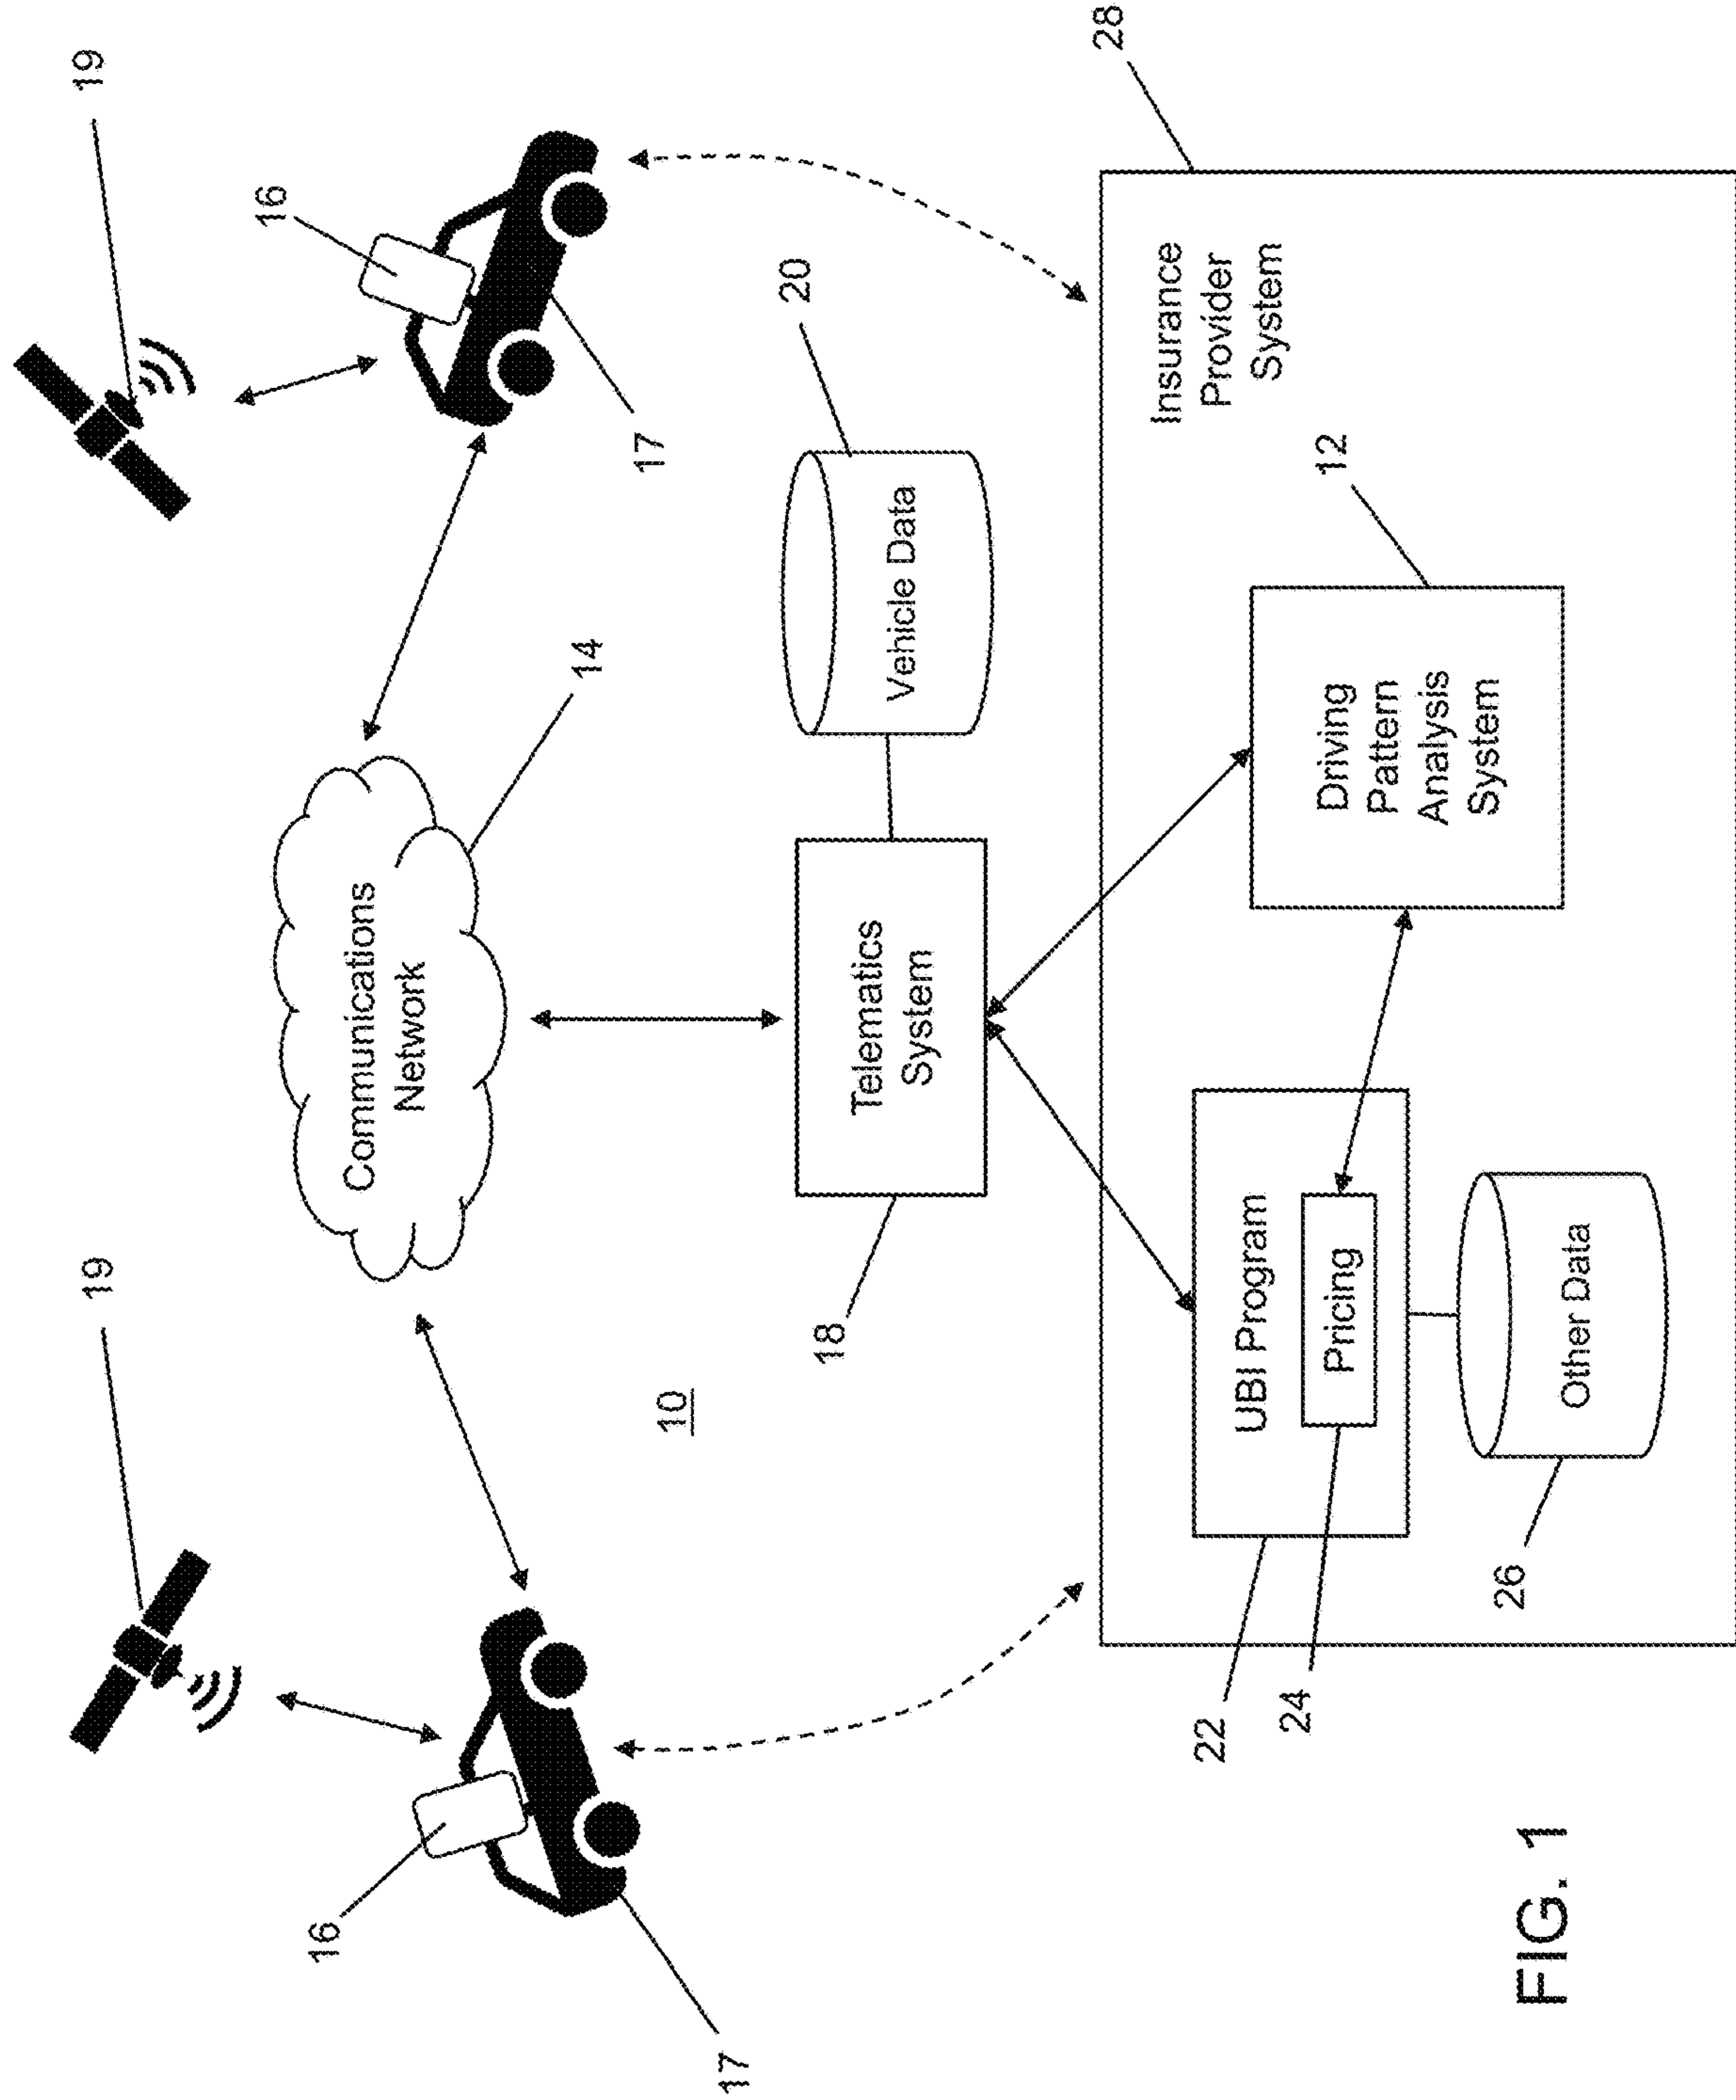 19
19
16
16
17
17
Communications
Network
14
10
18
Telematics
System
Vehicle Data
20
28
Insurance
Provider
System
UBI Program
Pricing
22
24
Other Data
26
Driving
Pattern
Analysis
System
12
FIG. 1